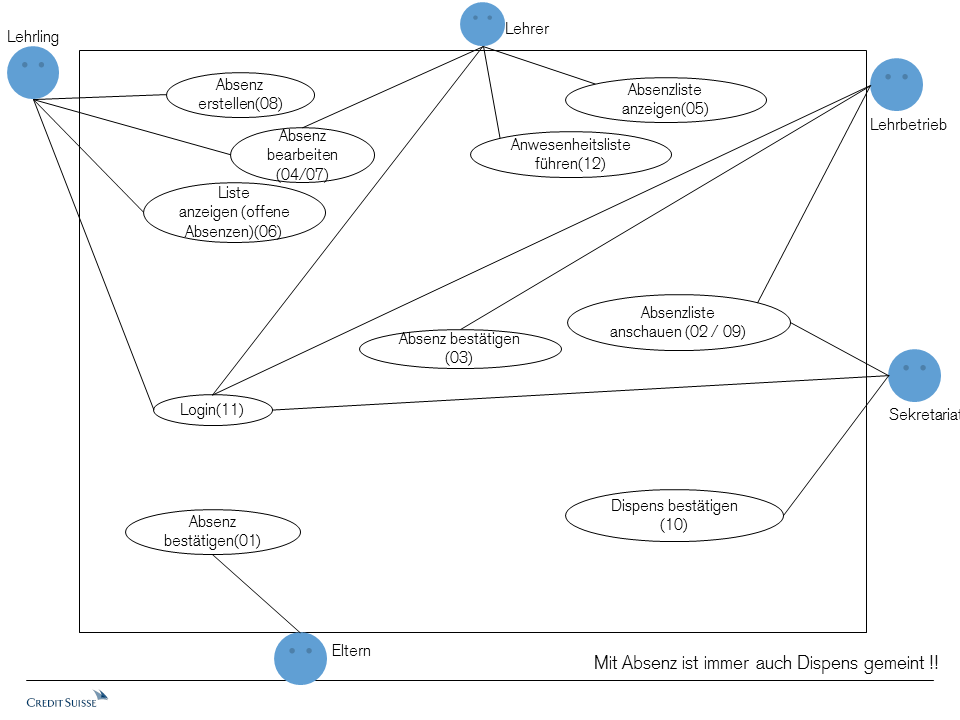 Lehrling
Lehrer
Absenz
erstellen(08)
Absenzliste
anzeigen(05)
Lehrbetrieb
Absenz
bearbeiten
(04/07)
Anwesenheitsliste
führen(12)
Liste
anzeigen (offene
Absenzen)(06)
Absenzliste
anschauen (02 / 09)
Absenz bestätigen
(03)
Login(11)
Sekretariat
Dispens bestätigen
(10)
Absenz
bestätigen(01)
Eltern
Mit Absenz ist immer auch Dispens gemeint !!
CREDIT SUISSE